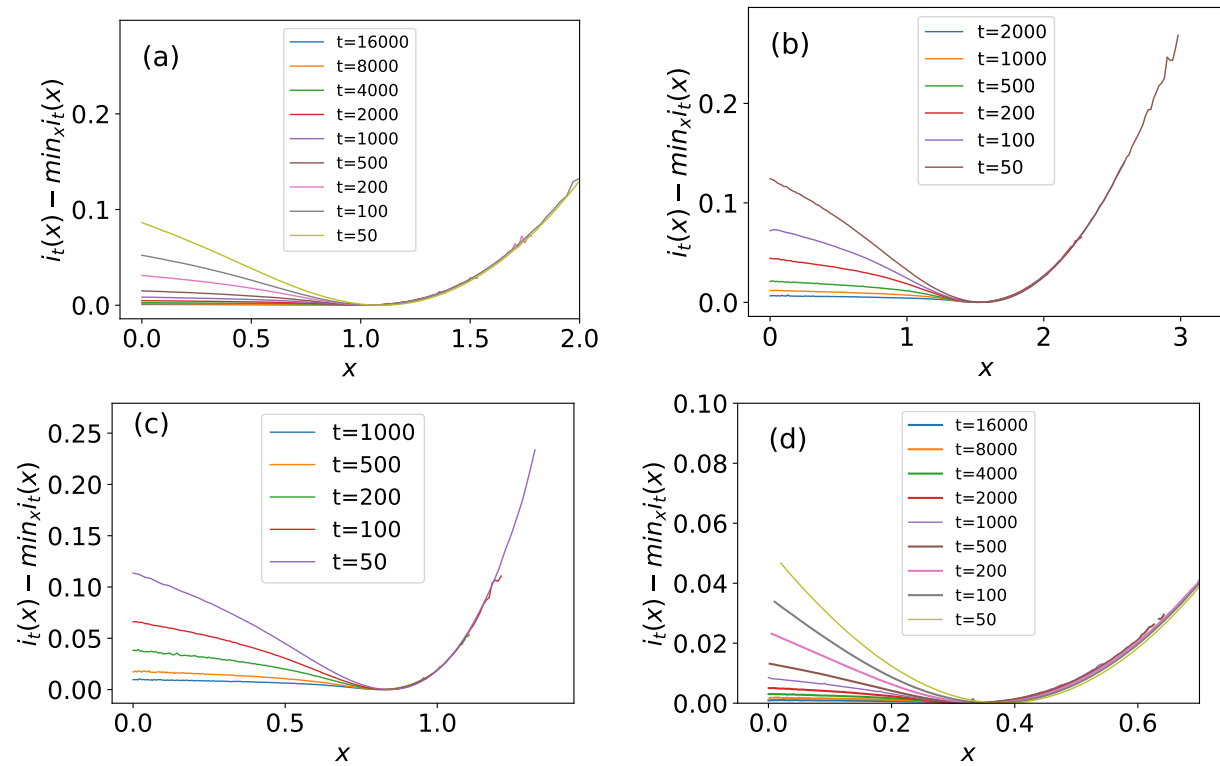 (a)
t=16000
t=8000
t=4000
t=2000
t=1000
t=500
t=200
t=100
t=50
i_t(x) − min_x i_t(x)
0.2
0.1
0.0
0.0 0.5 1.0 1.5 2.0
x
(b)
t=2000
t=1000
t=500
t=200
t=100
t=50
i_t(x) − min_x i_t(x)
0.2
0.1
0.0
0 1 2 3
x
(c)
t=1000
t=500
t=200
t=100
t=50
i_t(x) − min_x i_t(x)
0.25
0.20
0.15
0.10
0.05
0.00
0.0 0.5 1.0
x
(d)
t=16000
t=8000
t=4000
t=2000
t=1000
t=500
t=200
t=100
t=50
i_t(x) − min_x i_t(x)
0.10
0.08
0.06
0.04
0.02
0.00
0.0 0.2 0.4 0.6
x